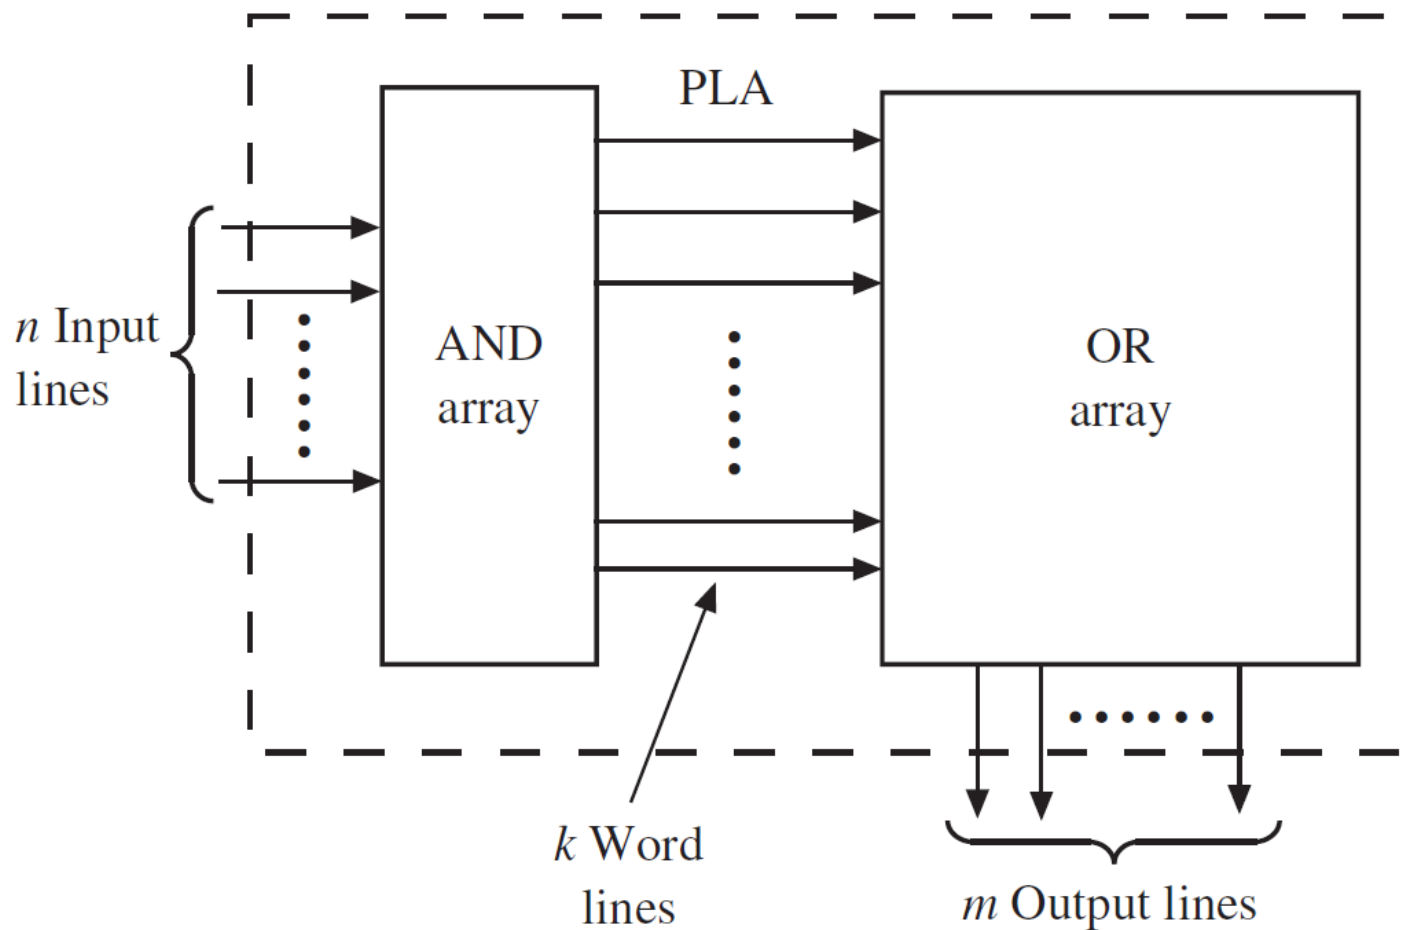 PLA
n Input
lines
AND
array
OR
array
k Word
lines
m Output lines